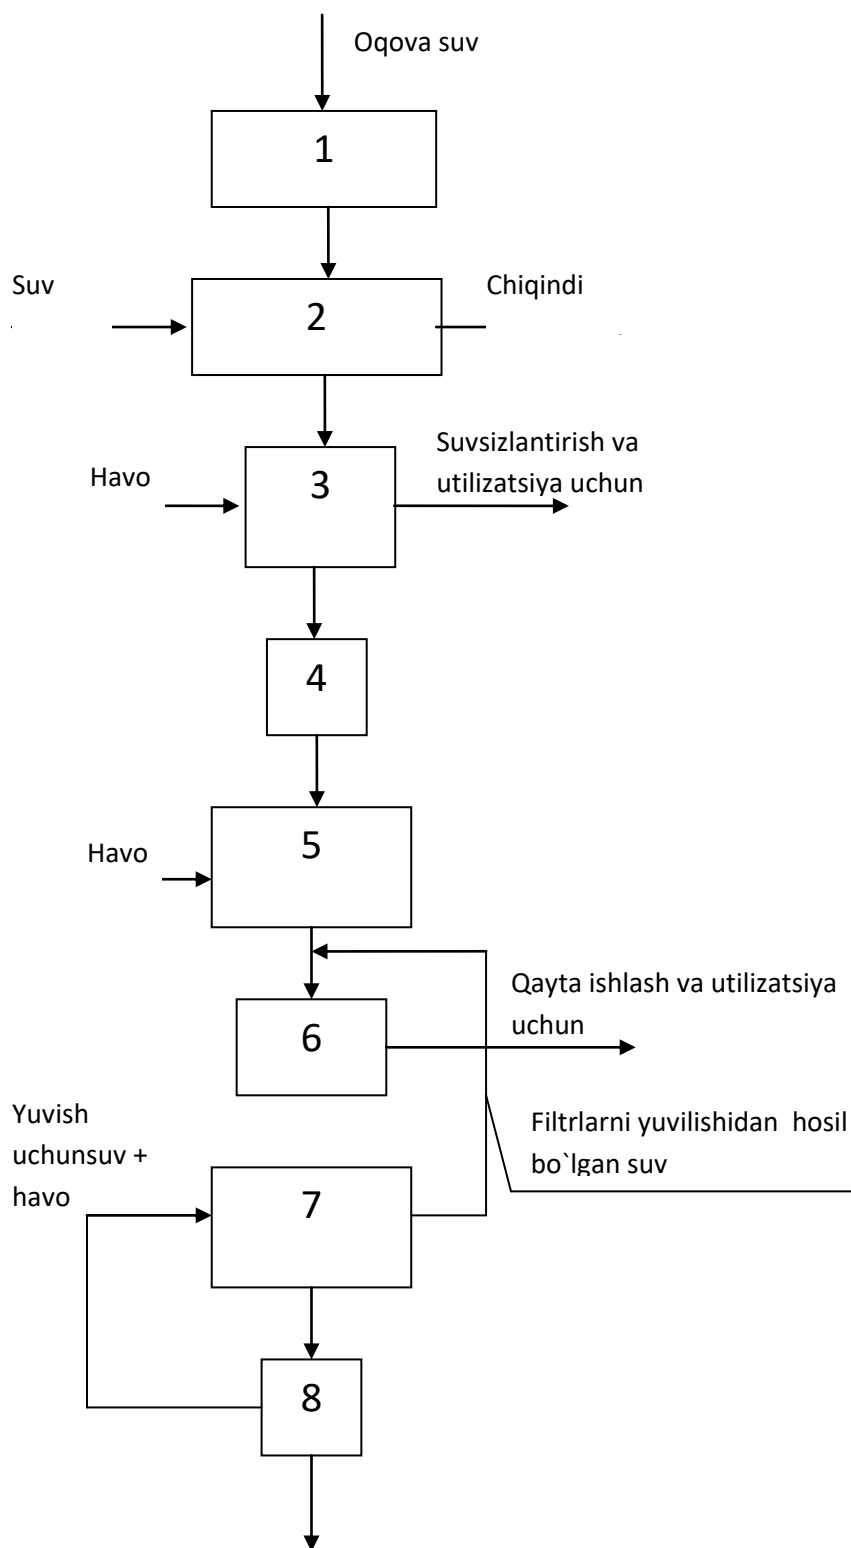 Oqova suv
1
Suv
2
Chiqindi
Havo
3
Suvsizlantirish va
utilizatsiya uchun
4
Havo
5
Qayta ishlash va utilizatsiya
uchun
6
Yuvish
uchunsuv +
havo
Filtrlarni yuvilishidan hosil
bo`lgan suv
7
8